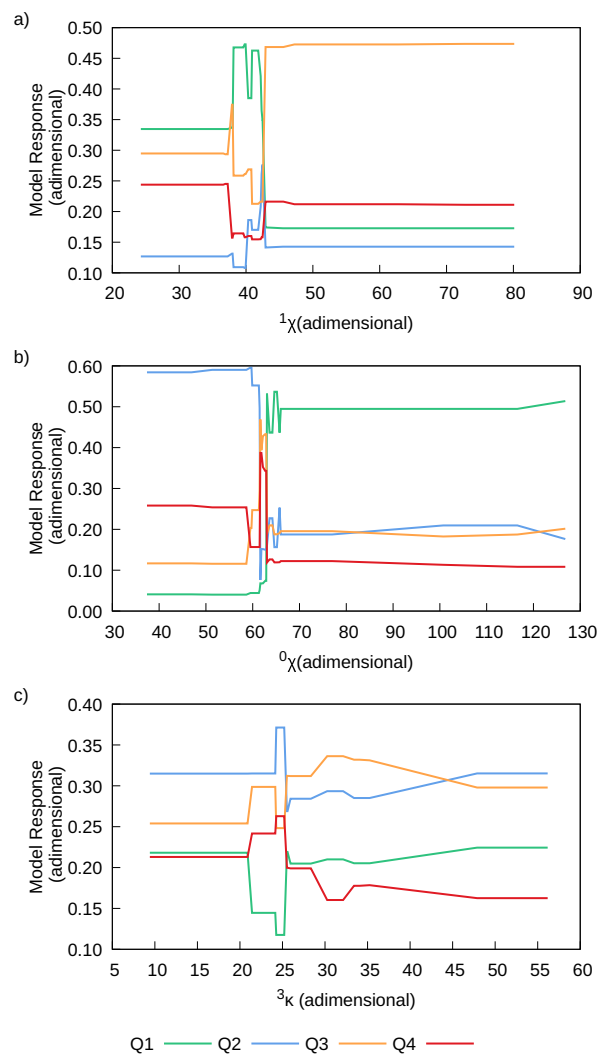 a)
0.50
0.45
0.40
0.35
0.30
0.25
0.20
0.15
0.10
Model Response
(adimensional)
20 30 40 50 60 70 80 90
¹χ(adimensional)
b)
0.60
0.50
0.40
0.30
0.20
0.10
0.00
Model Response
(adimensional)
30 40 50 60 70 80 90 100 110 120 130
⁰χ(adimensional)
c)
0.40
0.35
0.30
0.25
0.20
0.15
0.10
Model Response
(adimensional)
5 10 15 20 25 30 35 40 45 50 55 60
³κ (adimensional)
Q1 Q2 Q3 Q4